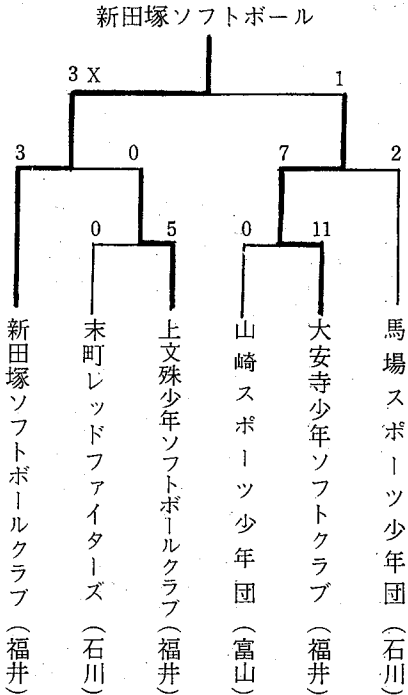 新田塚ソフトボール
3 X 1
3 0 7 2
0 5 0 11
新田塚ソフトボールクラブ（福井）
末町レッドファイターズ（石川）
上文殊少年ソフトボールクラブ（福井）
山崎スポーツ少年団（富山）
大安寺少年ソフトクラブ（福井）
馬場スポーツ少年団（石川）